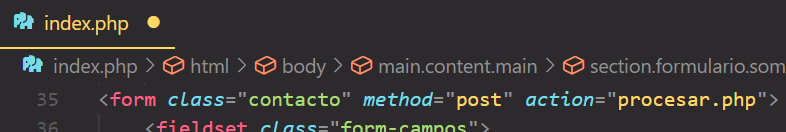 index.php
index.php > html > body > main.content.main > section.formulario.som
35 <form class="contacto" method="post" action="procesar.php">
36 <fieldset class="form-campos">